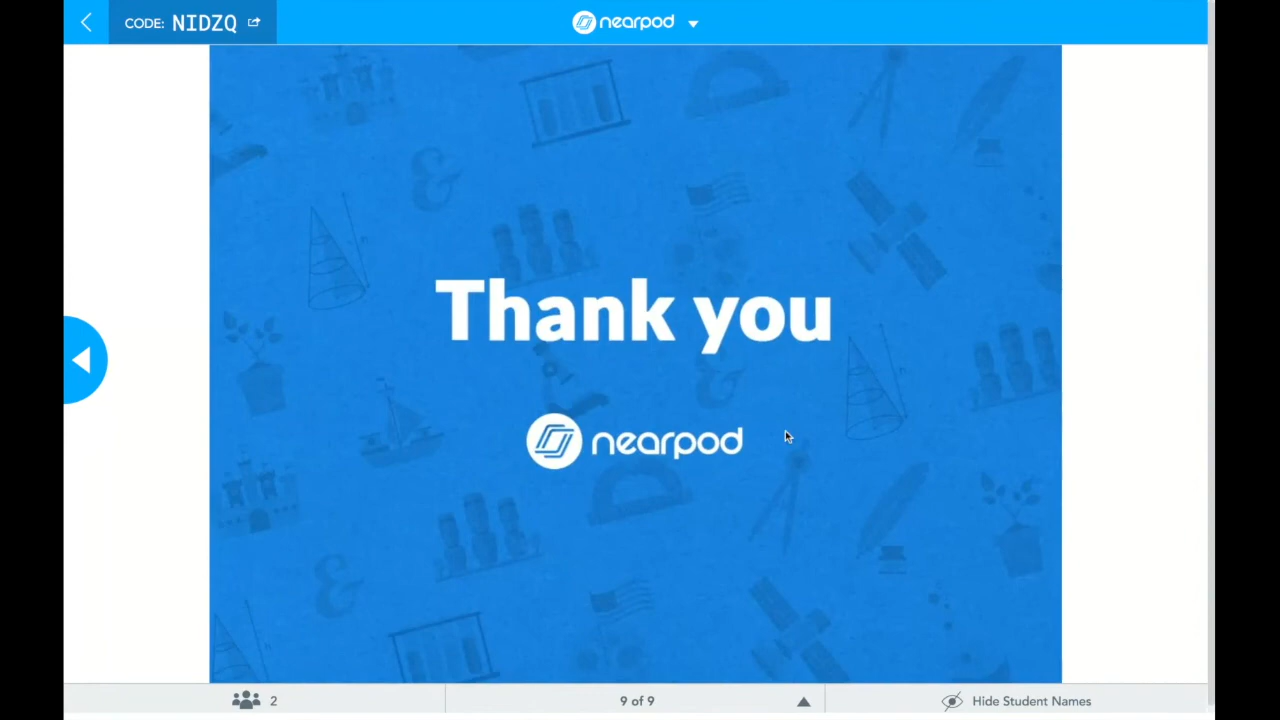 CODE: NIDZQ
nearpod
Thank you
nearpod
2
9 of 9
Hide Student Names